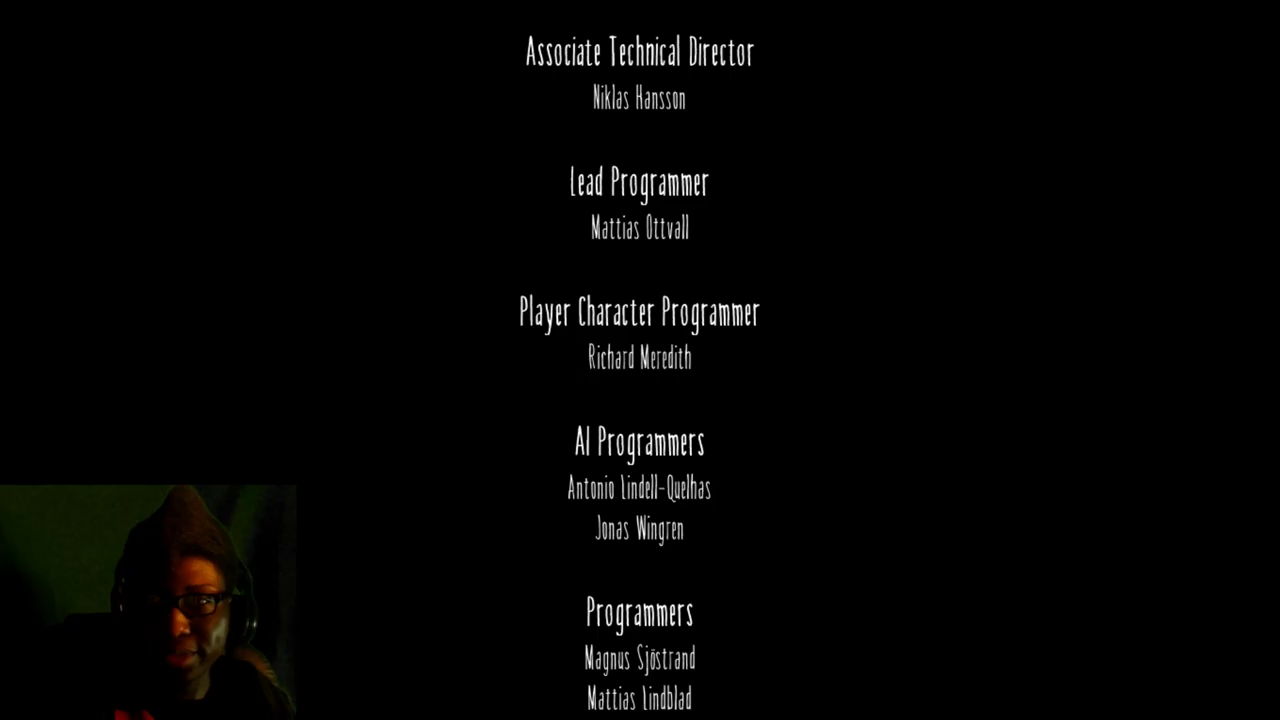 Associate Technical Director
Niklas Hansson
Lead Programmer
Mattias Ottvall
Player Character Programmer
Richard Meredith
AI Programmers
Antonio Lindell-Quelhas
Jonas Wingren
Programmers
Magnus Sjöstrand
Mattias Lindblad